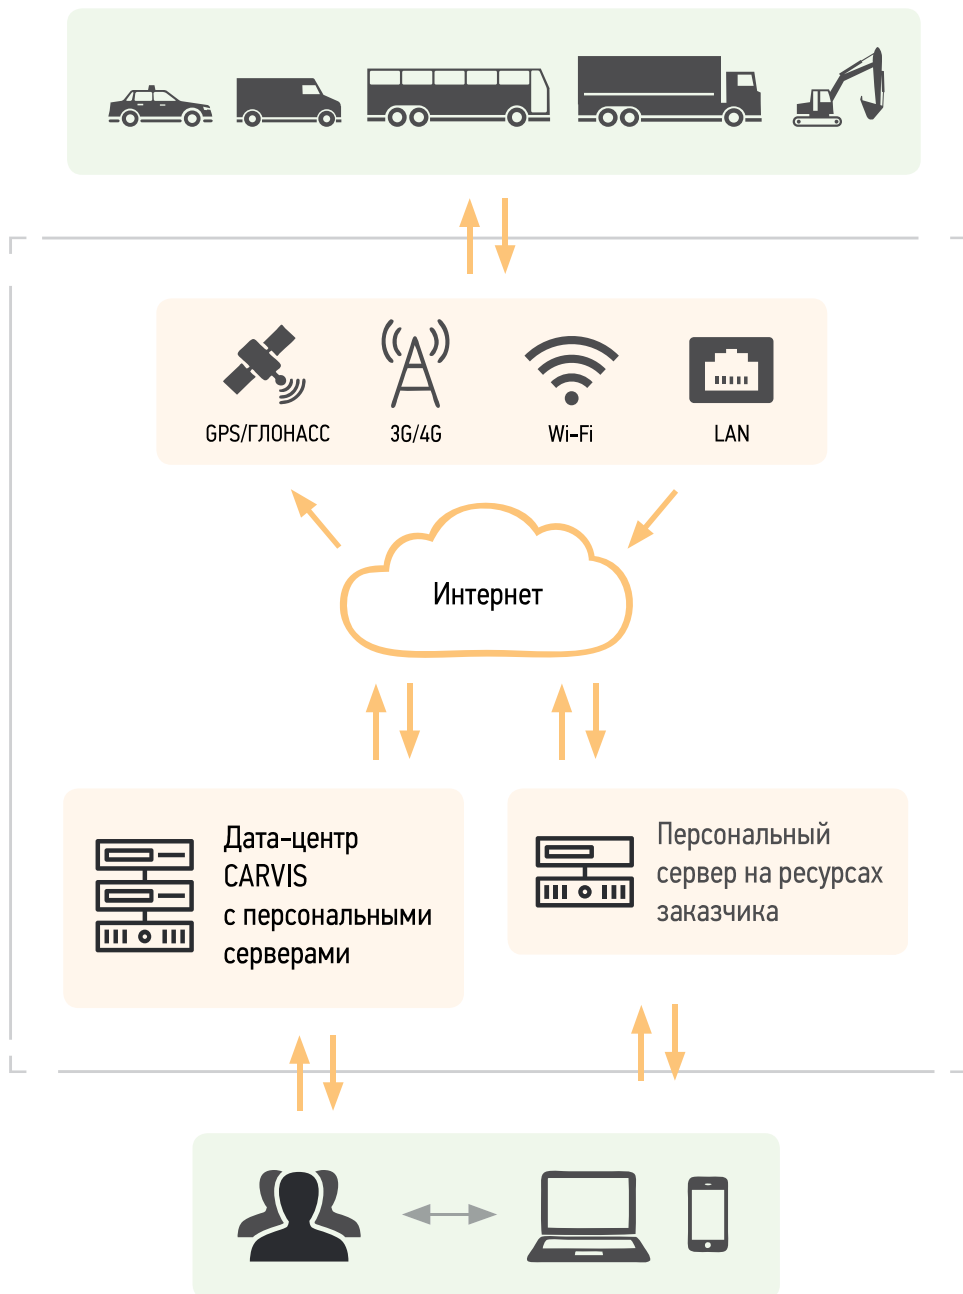 GPS/ГЛОНАСС
3G/4G
Wi-Fi
LAN
Интернет
Дата-центр
CARVIS
с персональными
серверами
Персональный
сервер на ресурсах
заказчика